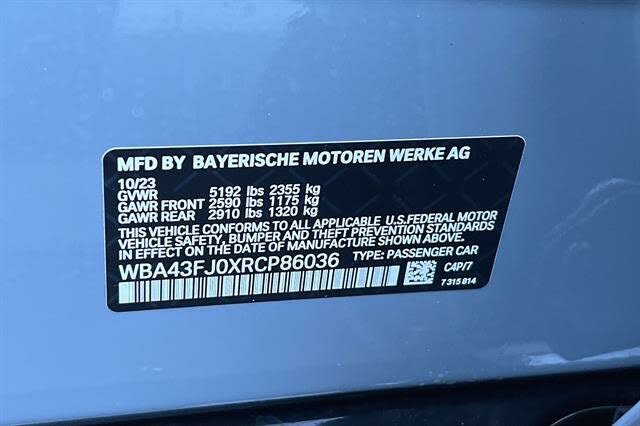 MFD BY BAYERISCHE MOTOREN WERKE AG
10/23
GVWR 5192 lbs 2355 kg
GAWR FRONT 2590 lbs 1175 kg
GAWR REAR 2910 lbs 1320 kg
THIS VEHICLE CONFORMS TO ALL APPLICABLE U.S.FEDERAL MOTOR
VEHICLE SAFETY, BUMPER, AND THEFT PREVENTION STANDARDS
IN EFFECT ON THE DATE OF MANUFACTURE SHOWN ABOVE.
WBA43FJ0XRCP86036 TYPE: PASSENGER CAR
C4P/7
7 315 814